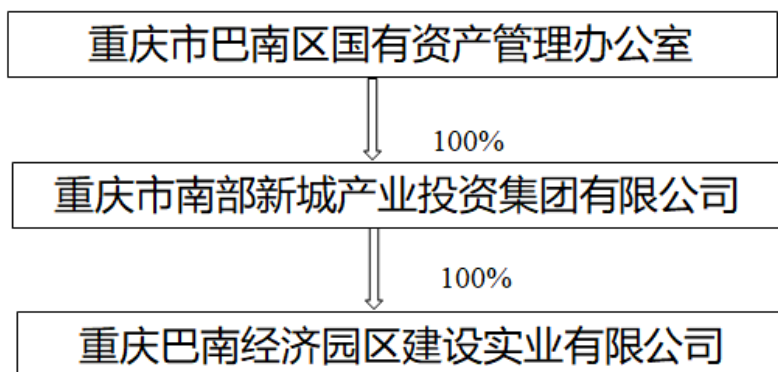 重庆市巴南区国有资产管理办公室
100%
重庆市南部新城产业投资集团有限公司
100%
重庆巴南经济园区建设实业有限公司